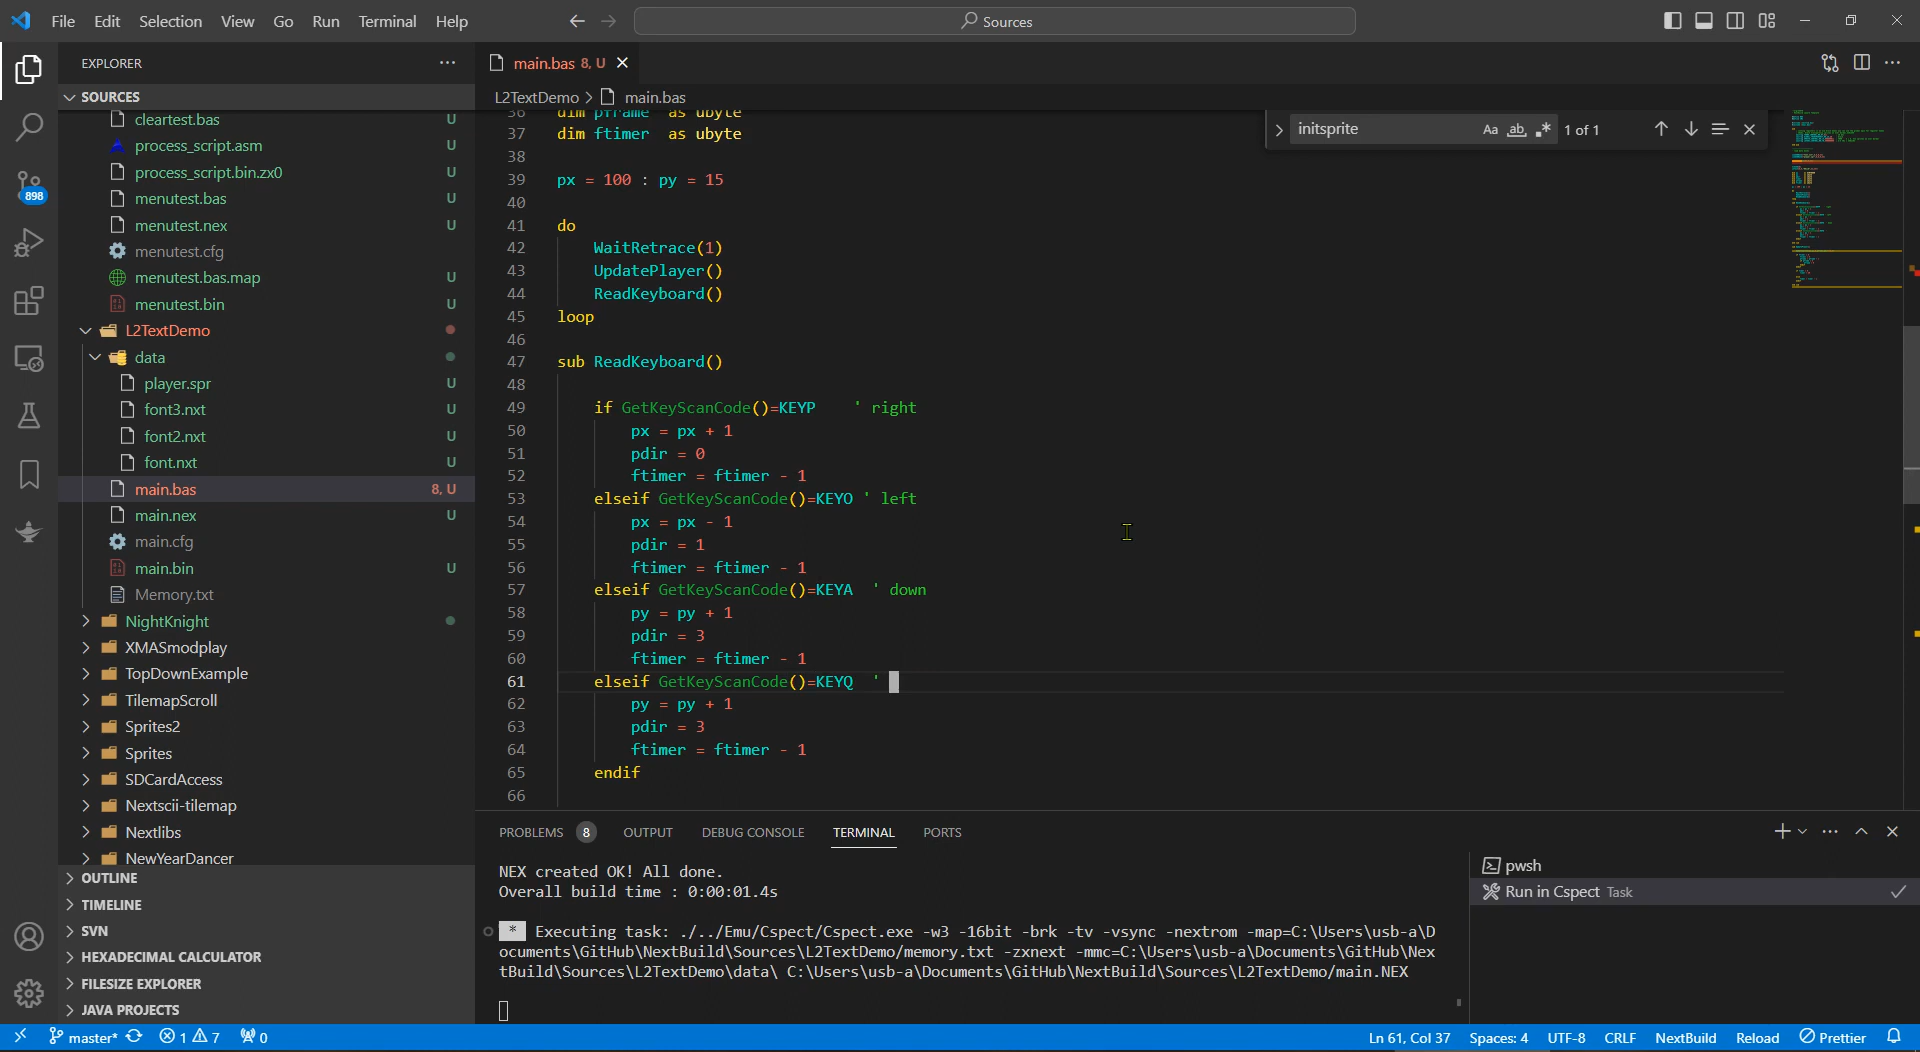 File Edit Selection View Go Run Terminal Help
Sources
EXPLORER
SOURCES
cleartest.bas U
process_script.asm U
process_script.bin.zx0 U
menutest.bas U
menutest.nex U
menutest.cfg
menutest.bas.map U
menutest.bin U
L2TextDemo
data
player.spr U
font3.nxt U
font2.nxt U
font.nxt U
main.bas 8, U
main.nex U
main.cfg
main.bin U
Memory.txt
NightKnight
XMASmodplay
TopDownExample
TilemapScroll
Sprites2
Sprites
SDCardAccess
Nextscii-tilemap
Nextlibs
NewYearDancer
OUTLINE
TIMELINE
SVN
HEXADECIMAL CALCULATOR
FILESIZE EXPLORER
JAVA PROJECTS
898
main.bas 8, U
L2TextDemo > main.bas
initsprite Aa ab 1 of 1
36 dim pframe as ubyte
37 dim ftimer as ubyte
38
39 px = 100 : py = 15
40
41 do
42 WaitRetrace(1)
43 UpdatePlayer()
44 ReadKeyboard()
45 loop
46
47 sub ReadKeyboard()
48
49 if GetKeyScanCode()=KEYP ' right
50 px = px + 1
51 pdir = 0
52 ftimer = ftimer - 1
53 elseif GetKeyScanCode()=KEYO ' left
54 px = px - 1
55 pdir = 1
56 ftimer = ftimer - 1
57 elseif GetKeyScanCode()=KEYA ' down
58 py = py + 1
59 pdir = 3
60 ftimer = ftimer - 1
61 elseif GetKeyScanCode()=KEYQ '
62 py = py + 1
63 pdir = 3
64 ftimer = ftimer - 1
65 endif
66
PROBLEMS 8 OUTPUT DEBUG CONSOLE TERMINAL PORTS
NEX created OK! All done.
Overall build time : 0:00:01.4s
* Executing task: ./../Emu/Cspect/Cspect.exe -w3 -16bit -brk -tv -vsync -nextrom -map=C:\Users\usb-a\D
ocuments\GitHub\NextBuild\Sources\L2TextDemo/memory.txt -zxnext -mmc=C:\Users\usb-a\Documents\GitHub\Nex
tBuild\Sources\L2TextDemo\data\ C:\Users\usb-a\Documents\GitHub\NextBuild\Sources\L2TextDemo/main.NEX
pwsh
Run in Cspect Task
master* 1 7 0 Ln 61, Col 37 Spaces: 4 UTF-8 CRLF NextBuild Reload Prettier